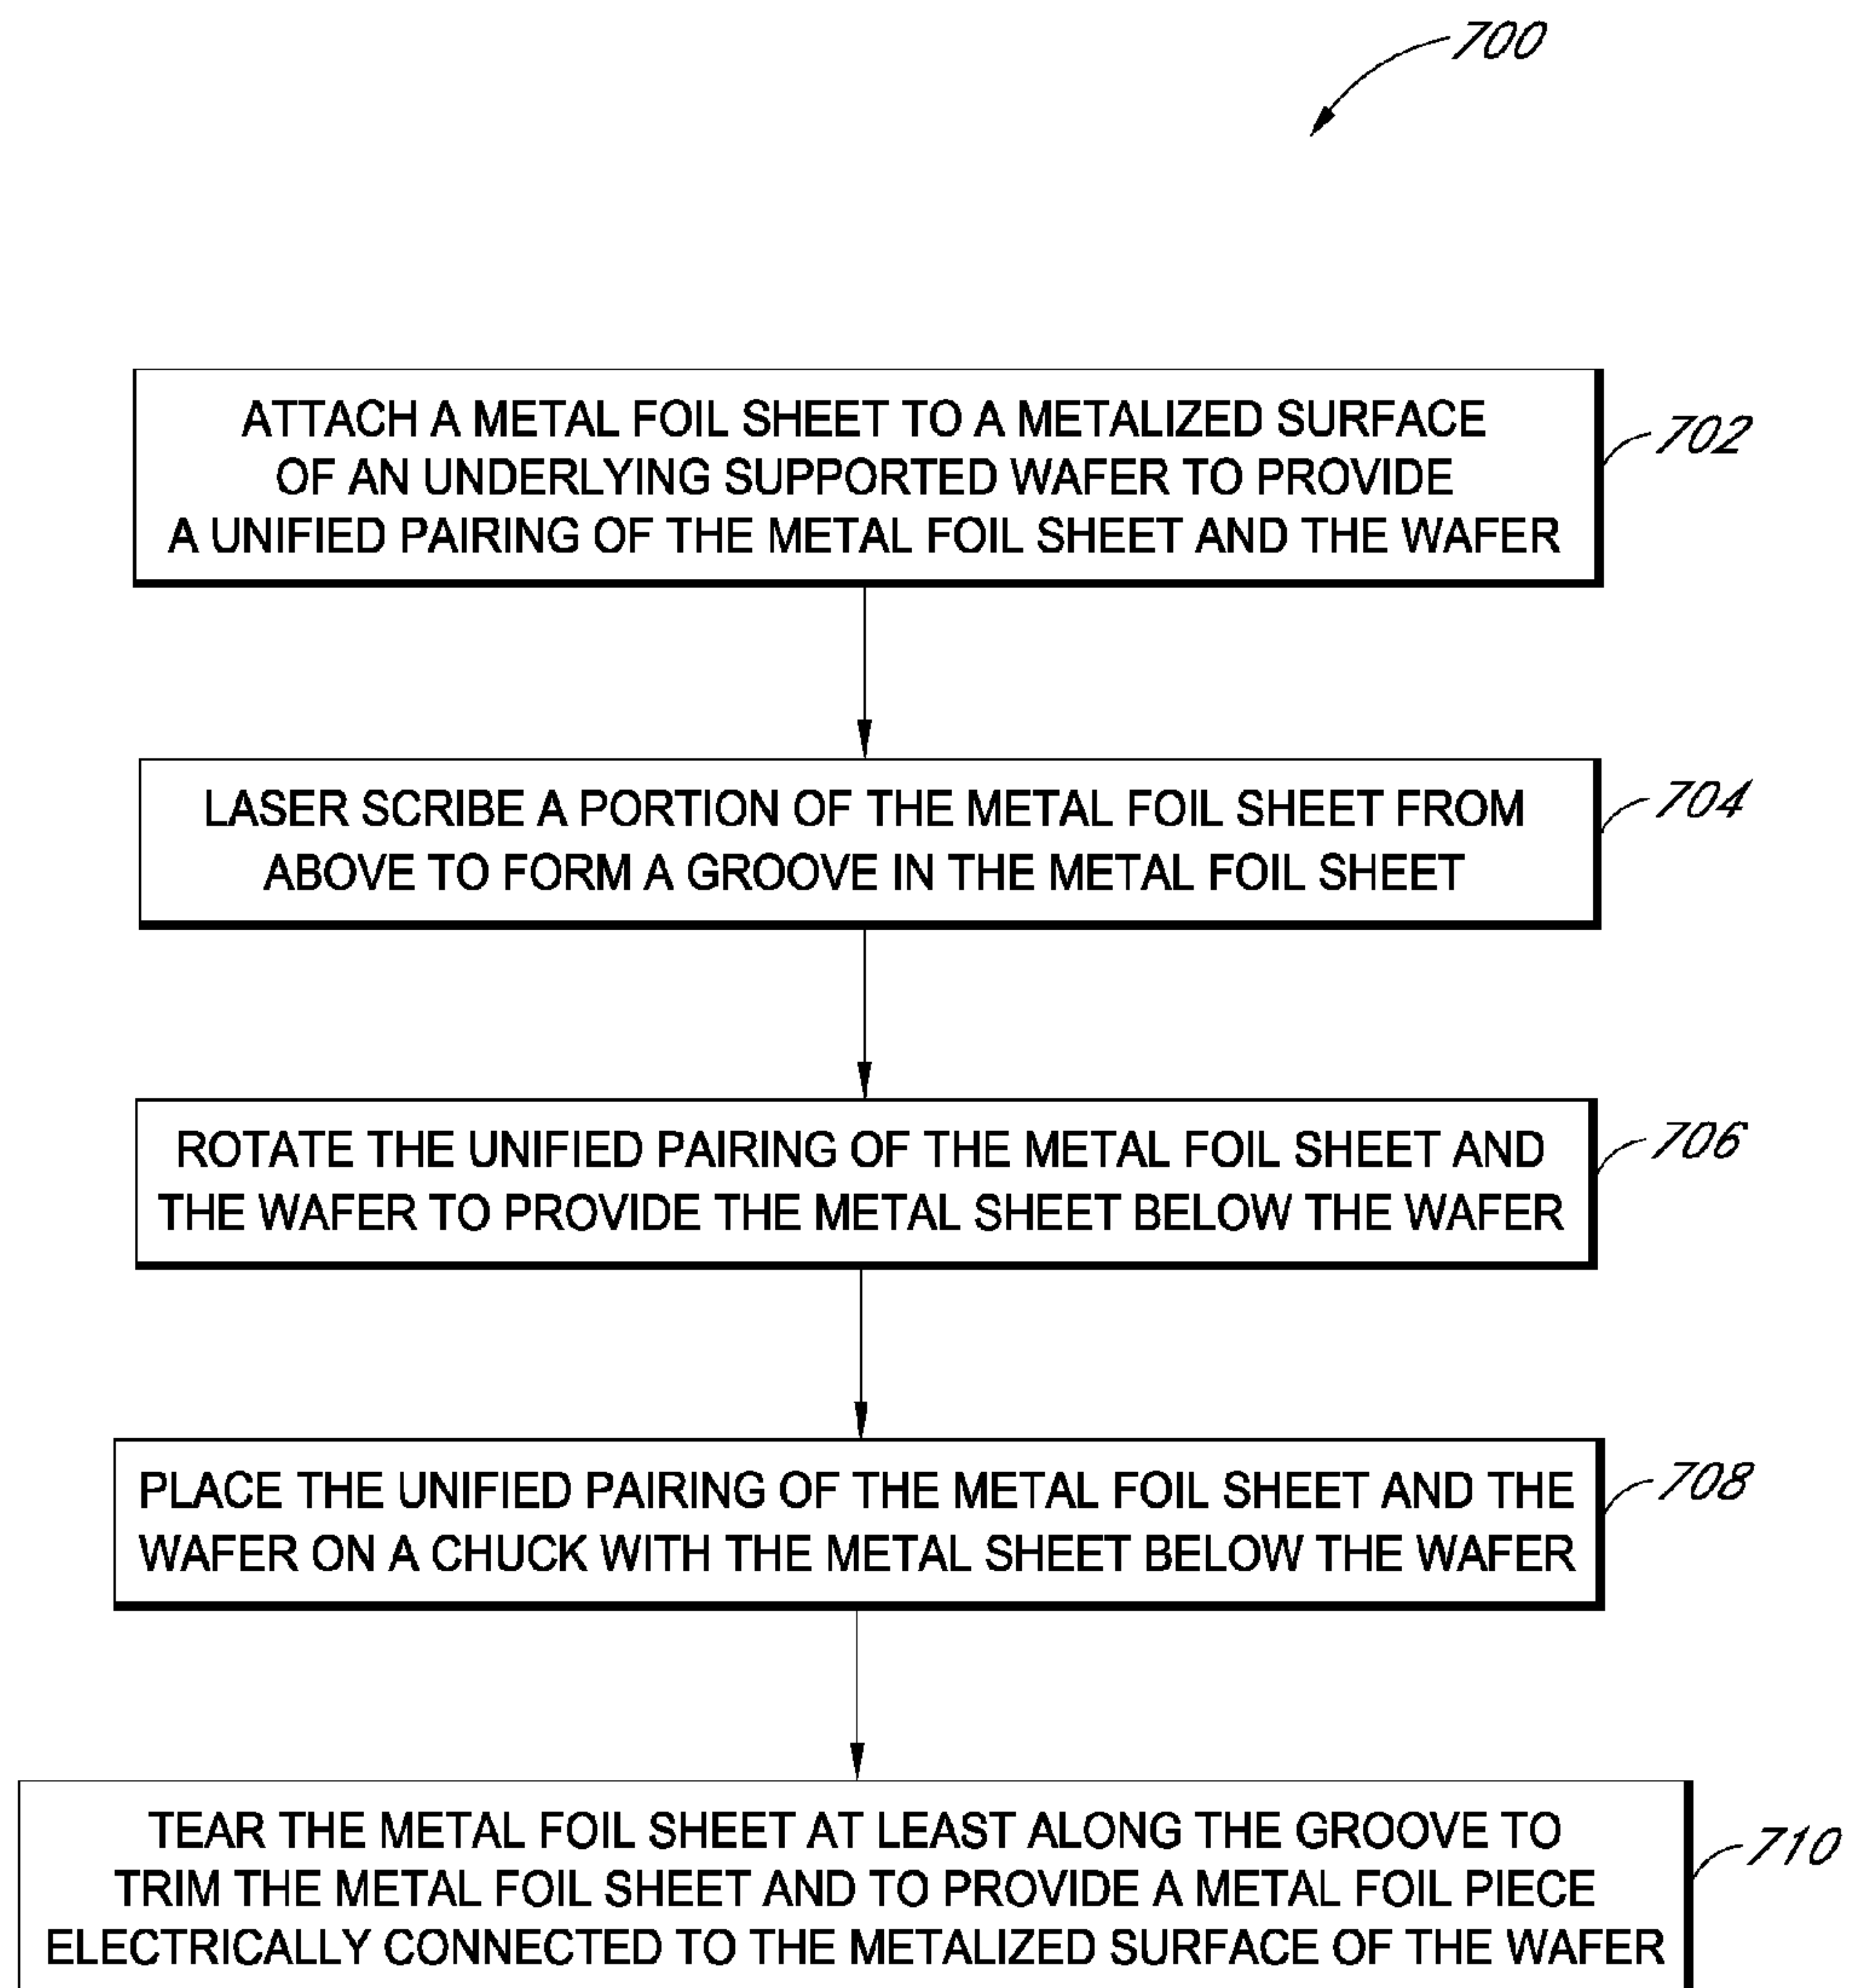 700
ATTACH A METAL FOIL SHEET TO A METALIZED SURFACE
OF AN UNDERLYING SUPPORTED WAFER TO PROVIDE
A UNIFIED PAIRING OF THE METAL FOIL SHEET AND THE WAFER
702
LASER SCRIBE A PORTION OF THE METAL FOIL SHEET FROM
ABOVE TO FORM A GROOVE IN THE METAL FOIL SHEET
704
ROTATE THE UNIFIED PAIRING OF THE METAL FOIL SHEET AND
THE WAFER TO PROVIDE THE METAL SHEET BELOW THE WAFER
706
PLACE THE UNIFIED PAIRING OF THE METAL FOIL SHEET AND THE
WAFER ON A CHUCK WITH THE METAL SHEET BELOW THE WAFER
708
TEAR THE METAL FOIL SHEET AT LEAST ALONG THE GROOVE TO
TRIM THE METAL FOIL SHEET AND TO PROVIDE A METAL FOIL PIECE
ELECTRICALLY CONNECTED TO THE METALIZED SURFACE OF THE WAFER
710